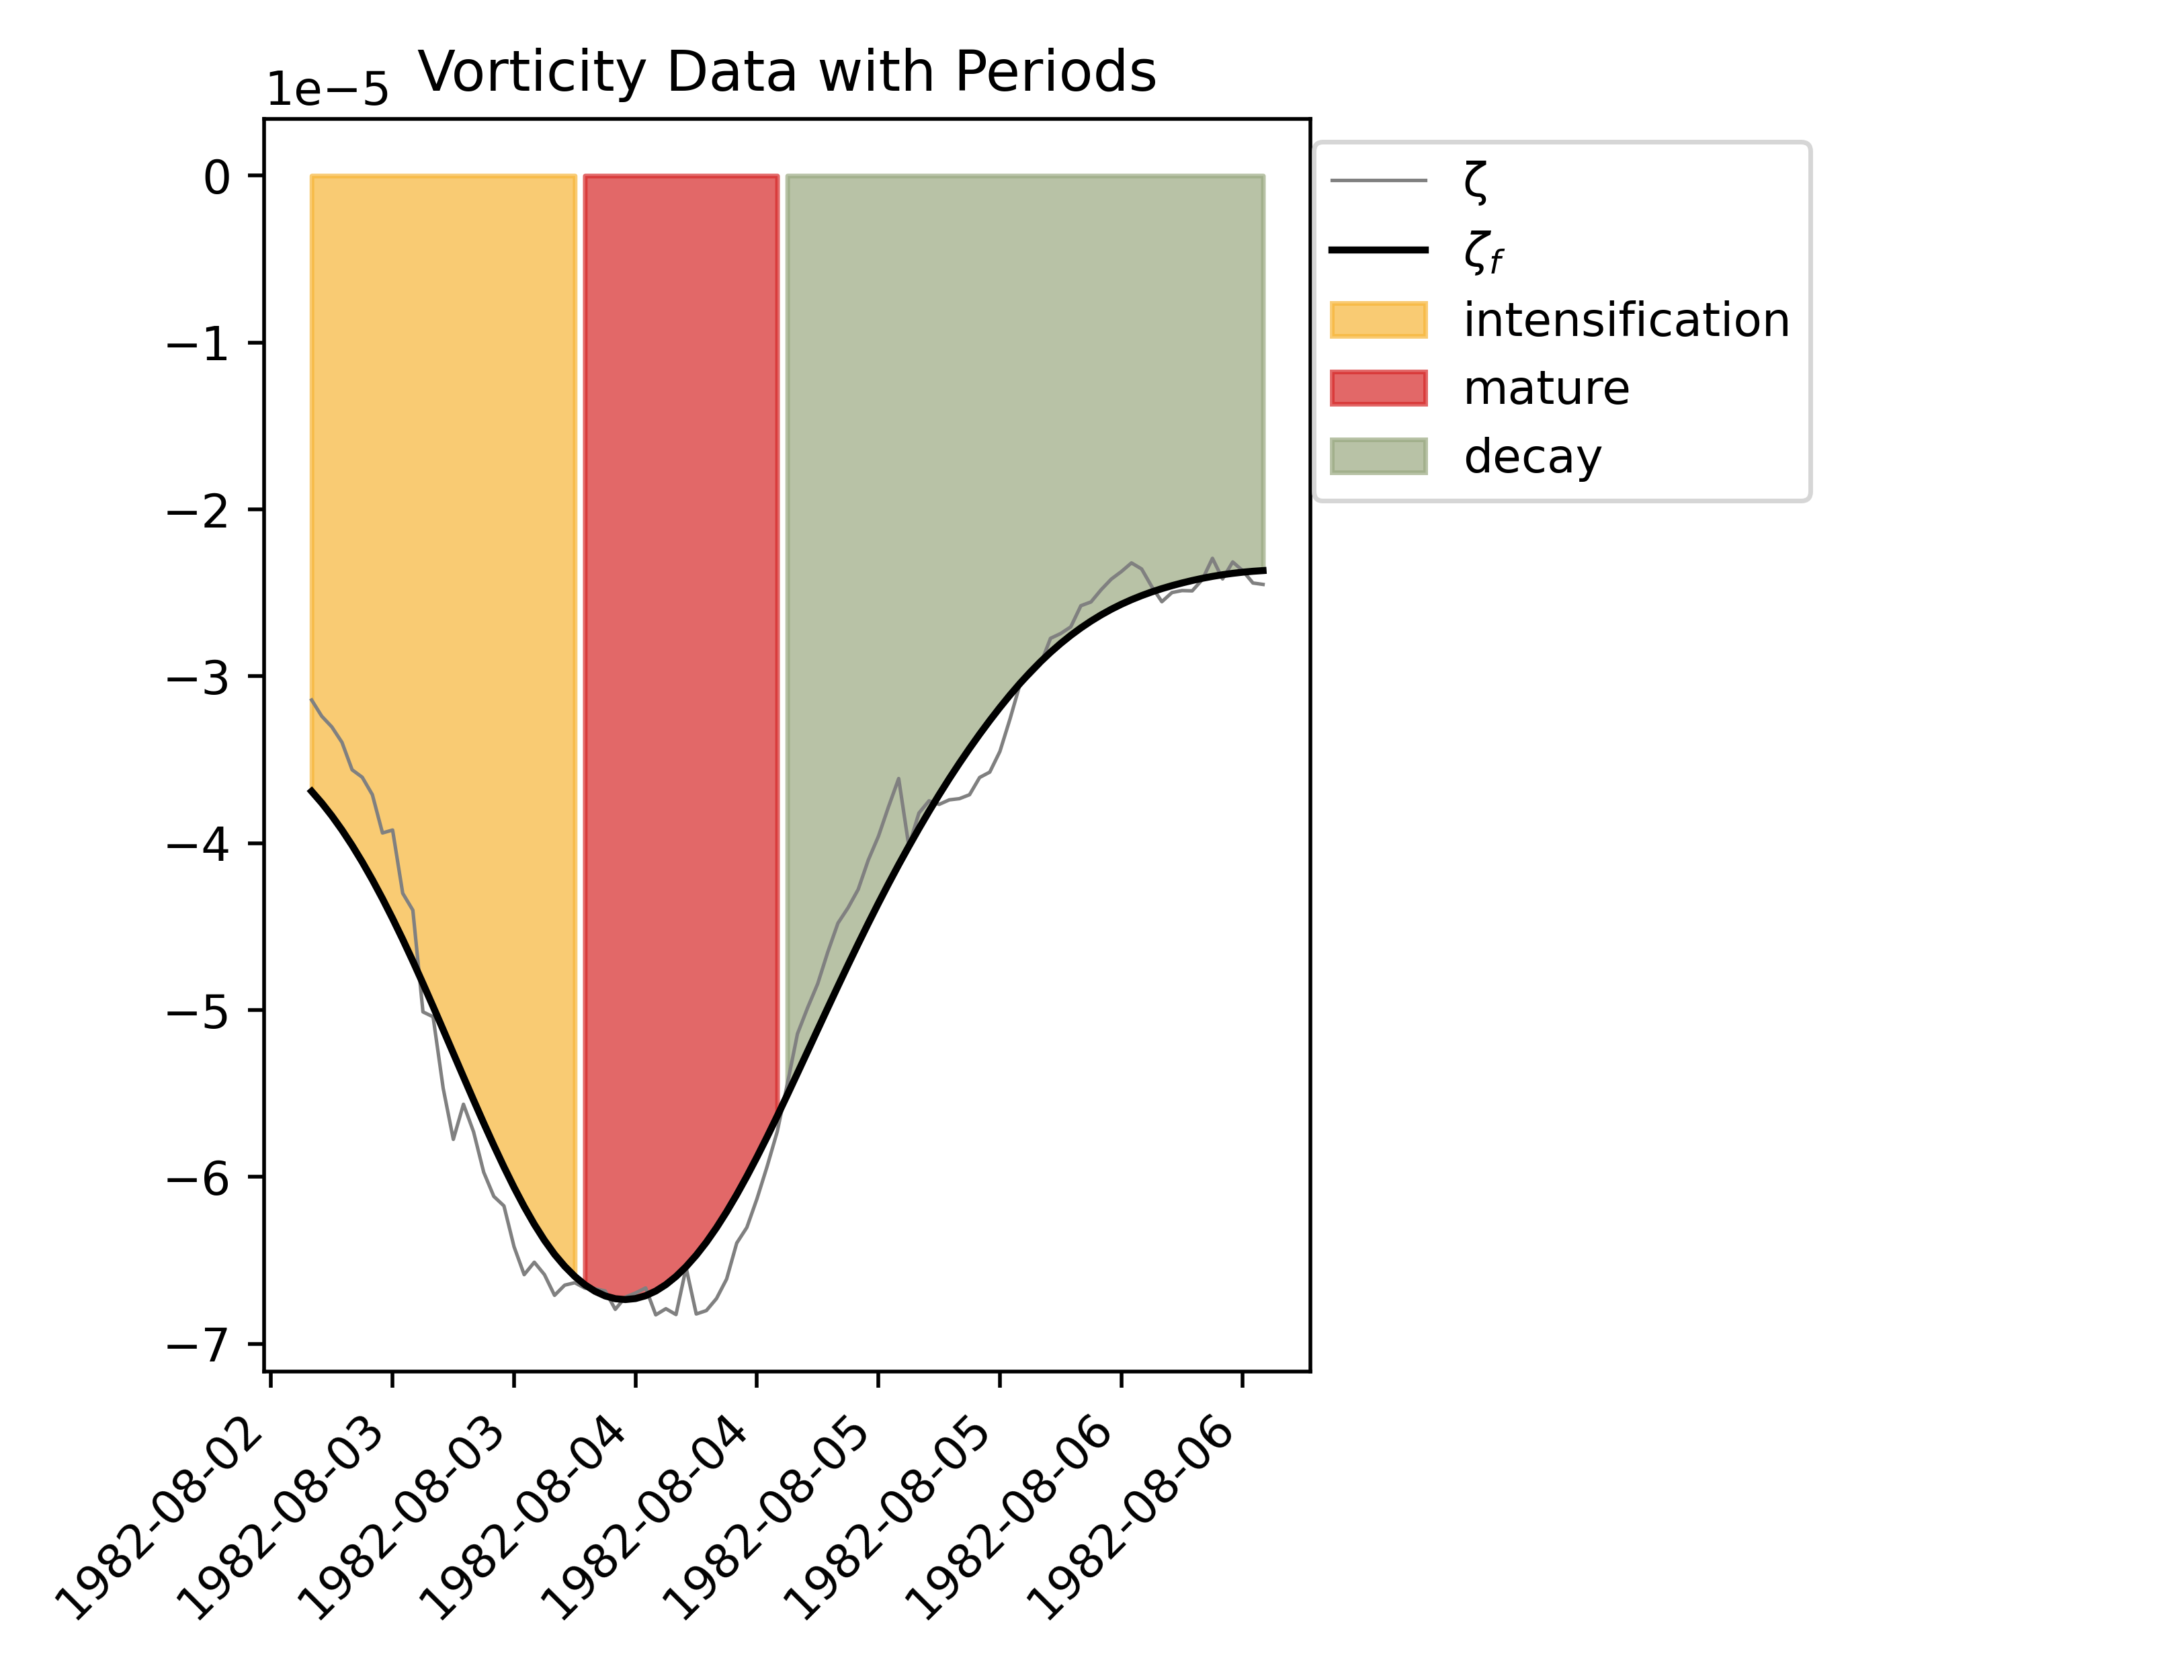 Vorticity Data with Periods
1e−5
0
−1
−2
−3
−4
−5
−6
−7
1982-08-02
1982-08-03
1982-08-03
1982-08-04
1982-08-04
1982-08-05
1982-08-05
1982-08-06
1982-08-06
ζ
ζf
intensification
mature
decay